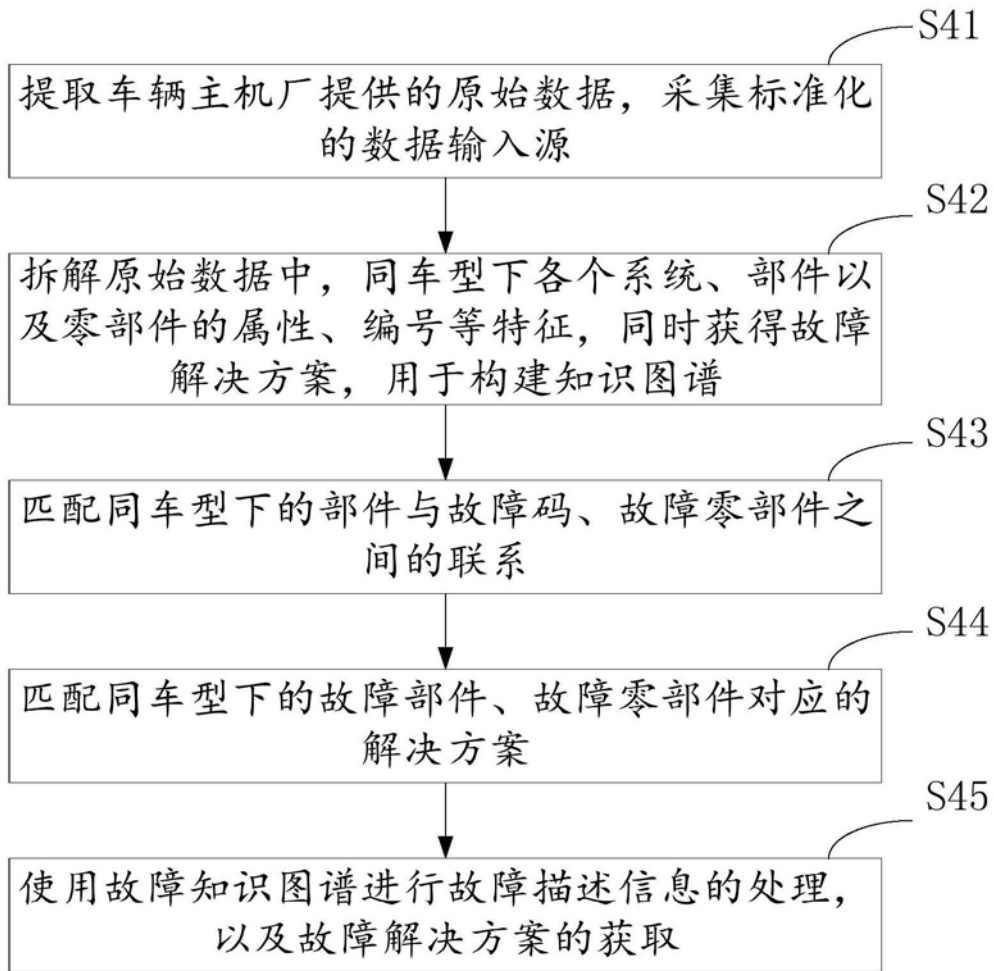 S41
提取车辆主机厂提供的原始数据，采集标准化
的数据输入源
S42
拆解原始数据中，同车型下各个系统、部件以
及零部件的属性、编号等特征，同时获得故障
解决方案，用于构建知识图谱
S43
匹配同车型下的部件与故障码、故障零部件之
间的联系
S44
匹配同车型下的故障部件、故障零部件对应的
解决方案
S45
使用故障知识图谱进行故障描述信息的处理，
以及故障解决方案的获取